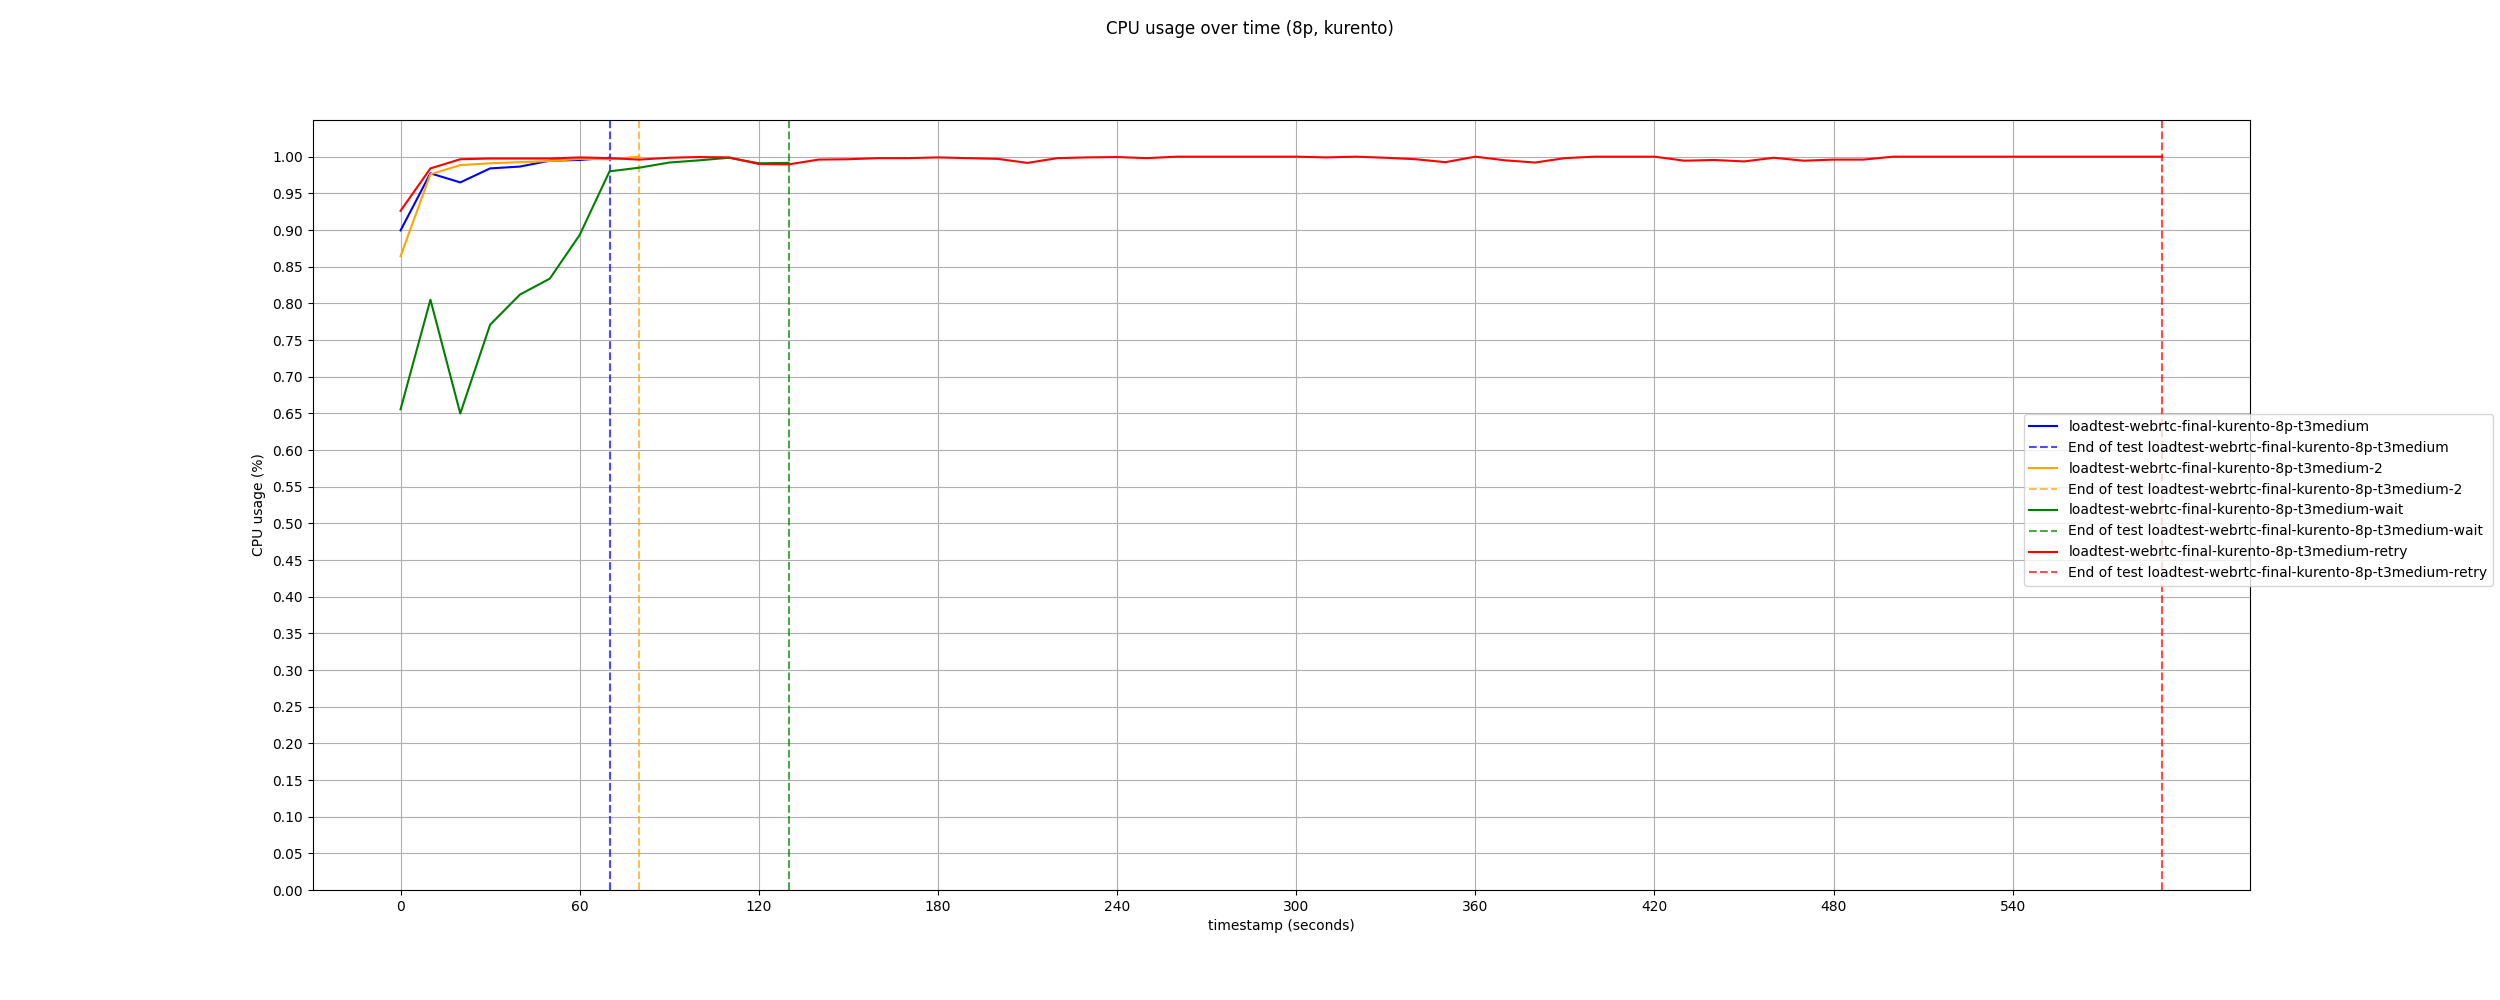 CPU usage over time (8p, kurento)
CPU usage (%)
1.00
0.95
0.90
0.85
0.80
0.75
0.70
0.65
0.60
0.55
0.50
0.45
0.40
0.35
0.30
0.25
0.20
0.15
0.10
0.05
0.00
0 60 120 180 240 300 360 420 480 540
timestamp (seconds)
loadtest-webrtc-final-kurento-8p-t3medium
End of test loadtest-webrtc-final-kurento-8p-t3medium
loadtest-webrtc-final-kurento-8p-t3medium-2
End of test loadtest-webrtc-final-kurento-8p-t3medium-2
loadtest-webrtc-final-kurento-8p-t3medium-wait
End of test loadtest-webrtc-final-kurento-8p-t3medium-wait
loadtest-webrtc-final-kurento-8p-t3medium-retry
End of test loadtest-webrtc-final-kurento-8p-t3medium-retry